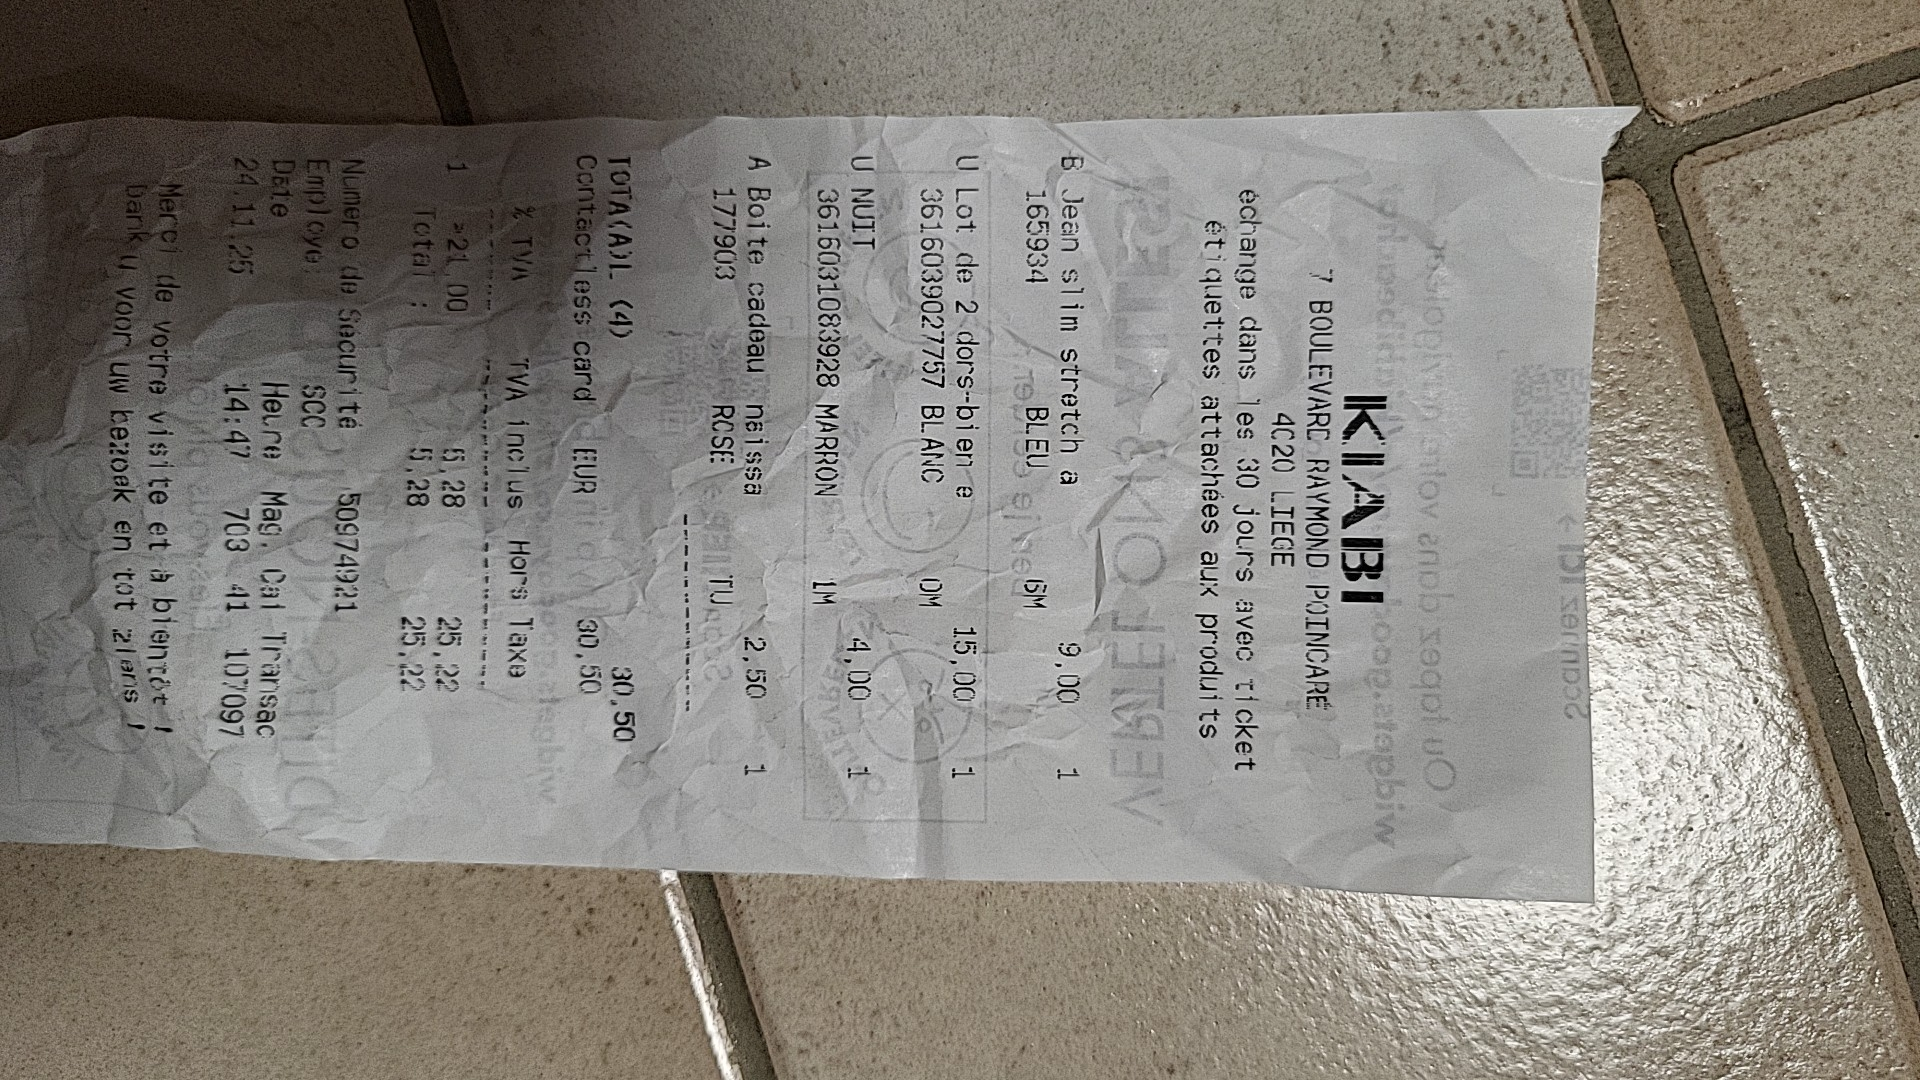 KIABI
7 BOULEVARD RAYMOND POINCARE
4020 LIEGE
échange dans les 30 jours avec ticket
étiquettes attachées aux produits
B Jean slim stretch a 9,00 1
165934 BLEU 6M
U Lot de 2 dors-bien e 15,00 1
3616039027757 BLANC 0M
U NUIT 4,00 1
3616031083928 MARRON 1M
A Boite cadeau naissa 2,50 1
177903 ROSE TU
--------------
TOTA(A)L (4) 30,50
Contactless card EUR 30,50
% TVA TVA inclus Hors Taxe
1 >21,00 5,28 25,22
Total : 5,28 25,22
Numero de Sécurité 50974921
Employe: SCC
Date Heure Mag. Cai Transac
24.11.25 14:47 703 41 107097
Merci de votre visite et à bientôt !
Dank u voor uw bezoek en tot ziens !